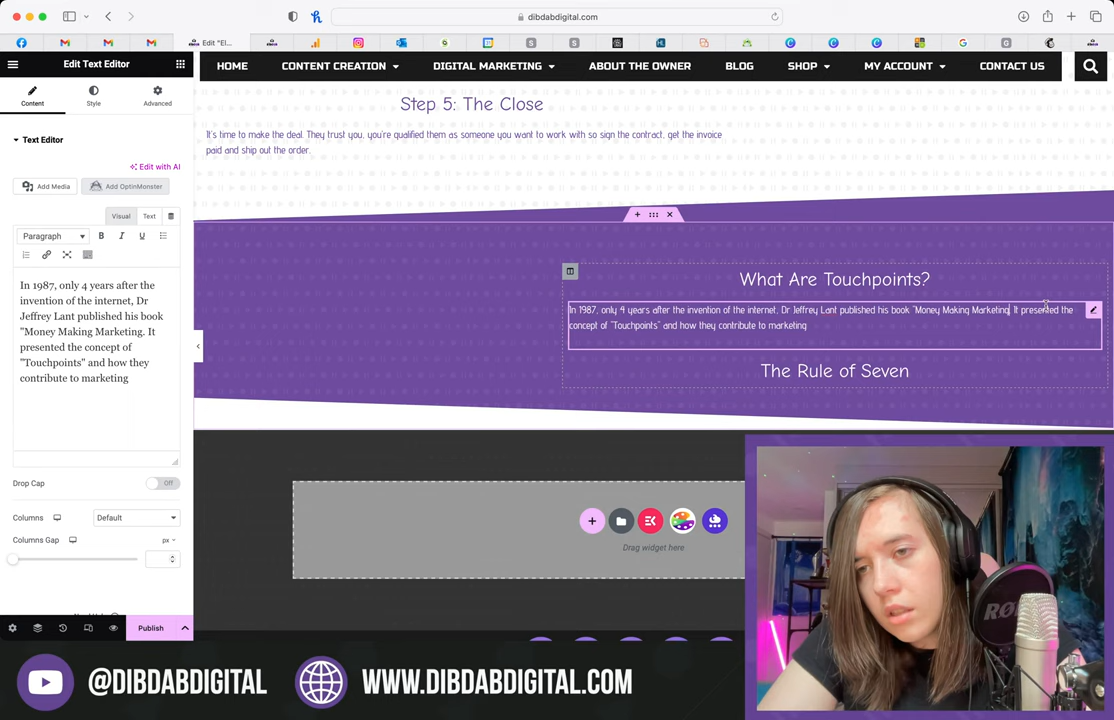 dibdabdigital.com
Edit "El...
Edit Text Editor
HOME
CONTENT CREATION
DIGITAL MARKETING
ABOUT THE OWNER
BLOG
SHOP
MY ACCOUNT
CONTACT US
Content
Style
Advanced
Text Editor
Edit with AI
Add Media
Add OptinMonster
Visual
Text
Paragraph
B
I
U
In 1987, only 4 years after the
invention of the internet, Dr
Jeffrey Lant published his book
"Money Making Marketing. It
presented the concept of
"Touchpoints" and how they
contribute to marketing
Drop Cap
Off
Columns
Default
Columns Gap
px
Publish
Step 5: The Close
It's time to make the deal. They trust you, you're qualified them as someone you want to work with so sign the contract, get the invoice
paid and ship out the order.
What Are Touchpoints?
In 1987, only 4 years after the invention of the internet, Dr Jeffrey Lant published his book "Money Making Marketing. It presented the
concept of "Touchpoints" and how they contribute to marketing
The Rule of Seven
Drag widget here
@DIBDABDIGITAL
WWW.DIBDABDIGITAL.COM